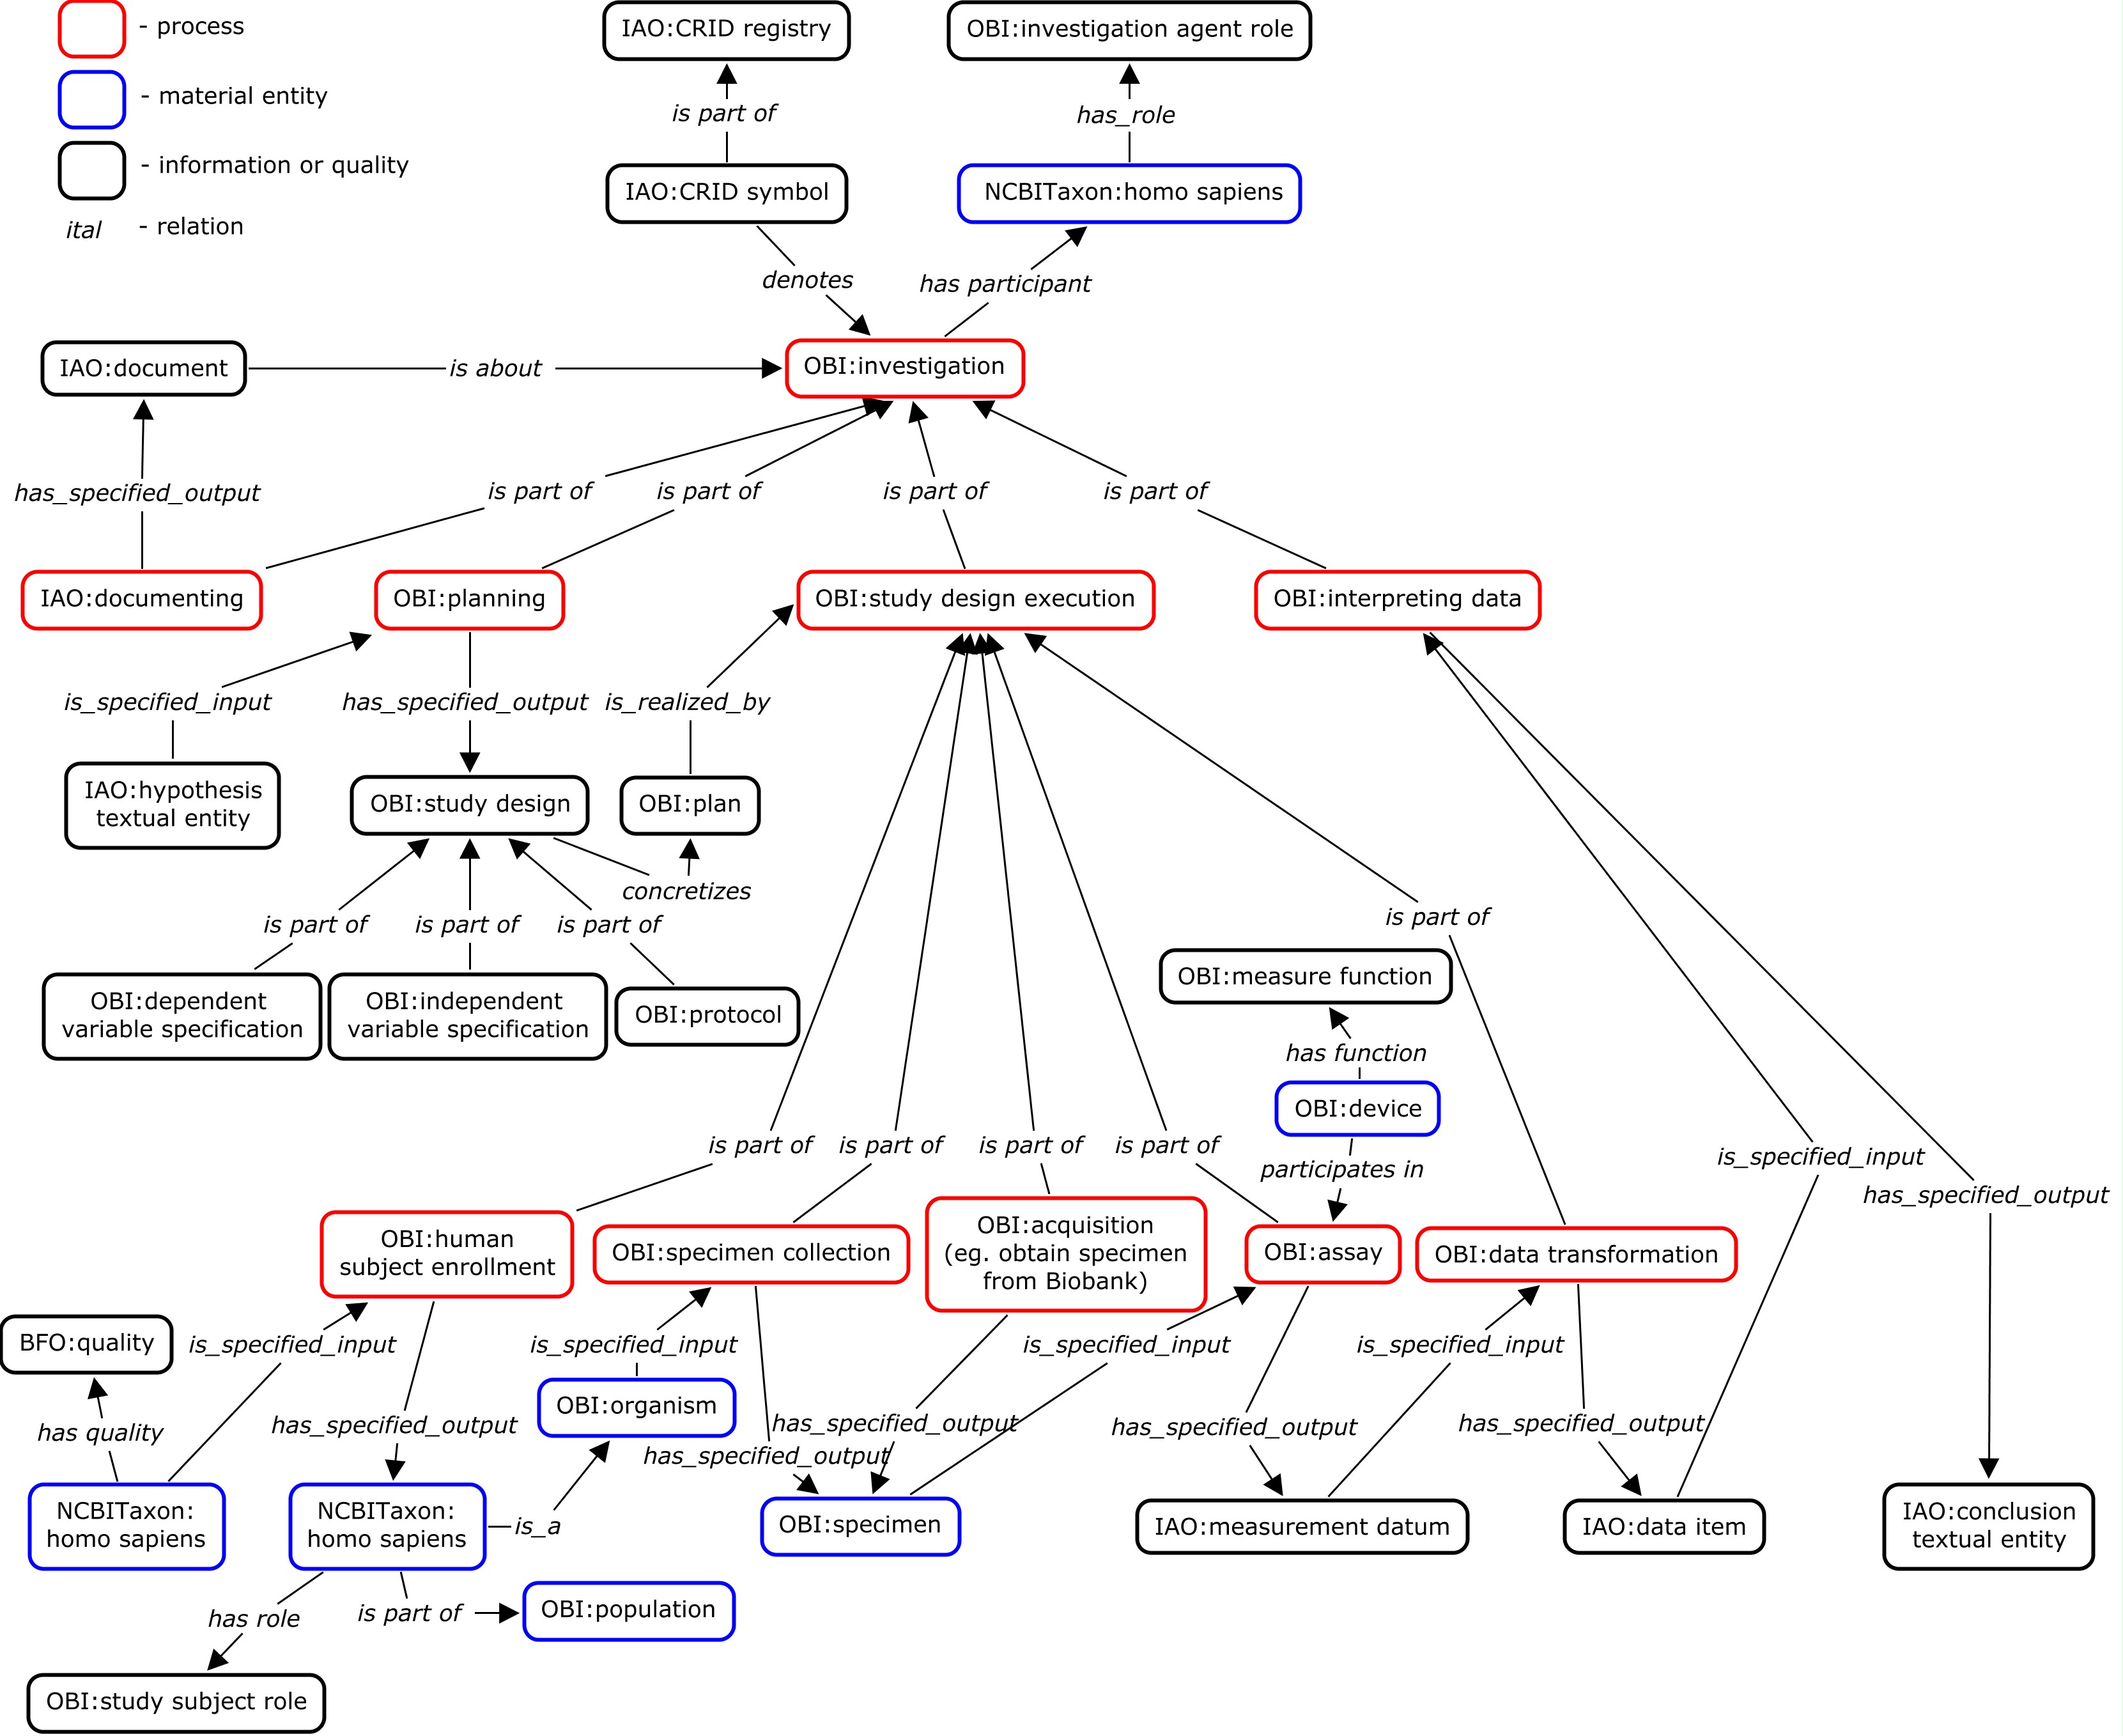 - process
- material entity
- information or quality
ital - relation
IAO:CRID registry
OBI:investigation agent role
is part of
has_role
IAO:CRID symbol
NCBITaxon:homo sapiens
denotes
has participant
IAO:document
is about
OBI:investigation
has_specified_output
is part of
is part of
is part of
is part of
IAO:documenting
OBI:planning
OBI:study design execution
OBI:interpreting data
is_specified_input
has_specified_output
is_realized_by
IAO:hypothesis
textual entity
OBI:study design
OBI:plan
concretizes
is part of
is part of
is part of
is part of
OBI:dependent
variable specification
OBI:independent
variable specification
OBI:protocol
OBI:measure function
has function
OBI:device
participates in
is part of
is part of
is part of
is part of
is_specified_input
has_specified_output
OBI:human
subject enrollment
OBI:specimen collection
OBI:acquisition
(eg. obtain specimen
from Biobank)
OBI:assay
OBI:data transformation
BFO:quality
is_specified_input
is_specified_input
is_specified_input
is_specified_input
has quality
has_specified_output
OBI:organism
has_specified_output
has_specified_output
has_specified_output
has_specified_output
NCBITaxon:
homo sapiens
NCBITaxon:
homo sapiens
is_a
OBI:specimen
IAO:measurement datum
IAO:data item
IAO:conclusion
textual entity
has role
is part of
OBI:population
OBI:study subject role